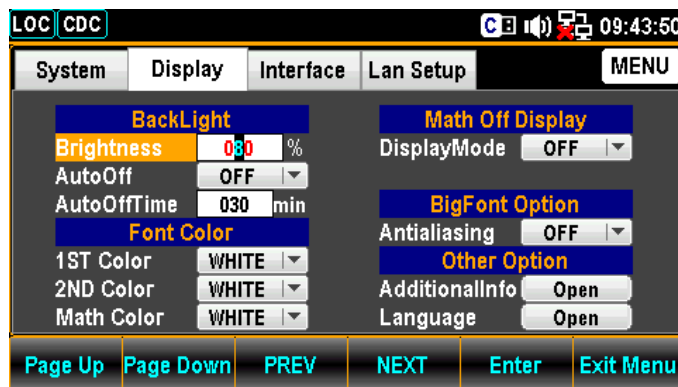 LOC CDC C 09:43:50
System Display Interface Lan Setup MENU
BackLight
Brightness 080 %
AutoOff OFF
AutoOffTime 030 min
Font Color
1ST Color WHITE
2ND Color WHITE
Math Color WHITE
Math Off Display
DisplayMode OFF
BigFont Option
Antialiasing OFF
Other Option
AdditionalInfo Open
Language Open
Page Up Page Down PREV NEXT Enter Exit Menu